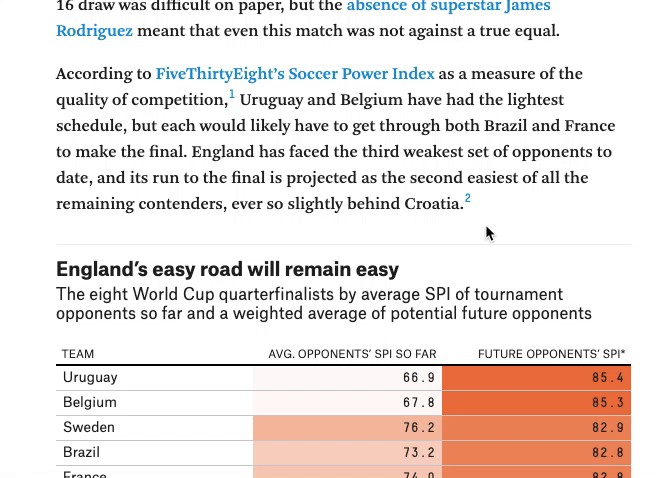 16 draw was difficult on paper, but the absence of superstar James
Rodriguez meant that even this match was not against a true equal.
According to FiveThirtyEight's Soccer Power Index as a measure of the
quality of competition,1 Uruguay and Belgium have had the lightest
schedule, but each would likely have to get through both Brazil and France
to make the final. England has faced the third weakest set of opponents to
date, and its run to the final is projected as the second easiest of all the
remaining contenders, ever so slightly behind Croatia.2
England's easy road will remain easy
The eight World Cup quarterfinalists by average SPI of tournament
opponents so far and a weighted average of potential future opponents
TEAM AVG. OPPONENTS' SPI SO FAR FUTURE OPPONENTS' SPI*
Uruguay 66.9 85.4
Belgium 67.8 85.3
Sweden 76.2 82.9
Brazil 73.2 82.8
France 74.0 82.8